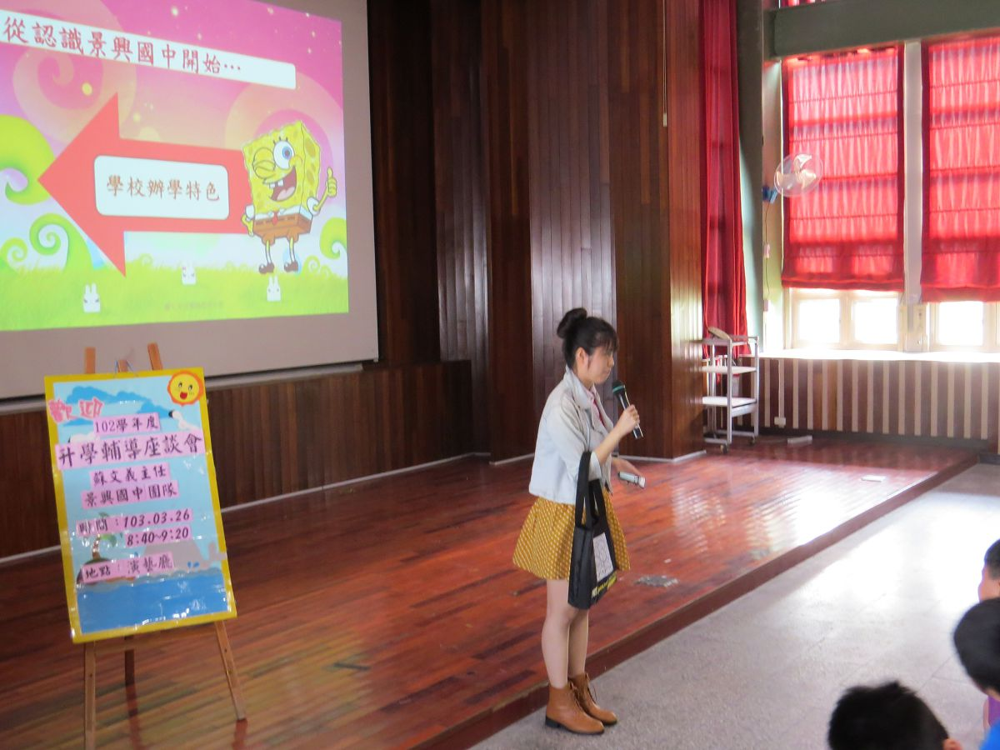 從認識景興國中開始…
學校辦學特色
歡迎
102學年度
升學輔導座談會
蘇文義主任
景興國中團隊
時間：103.03.26
8:40~9:20
地點：演藝廳